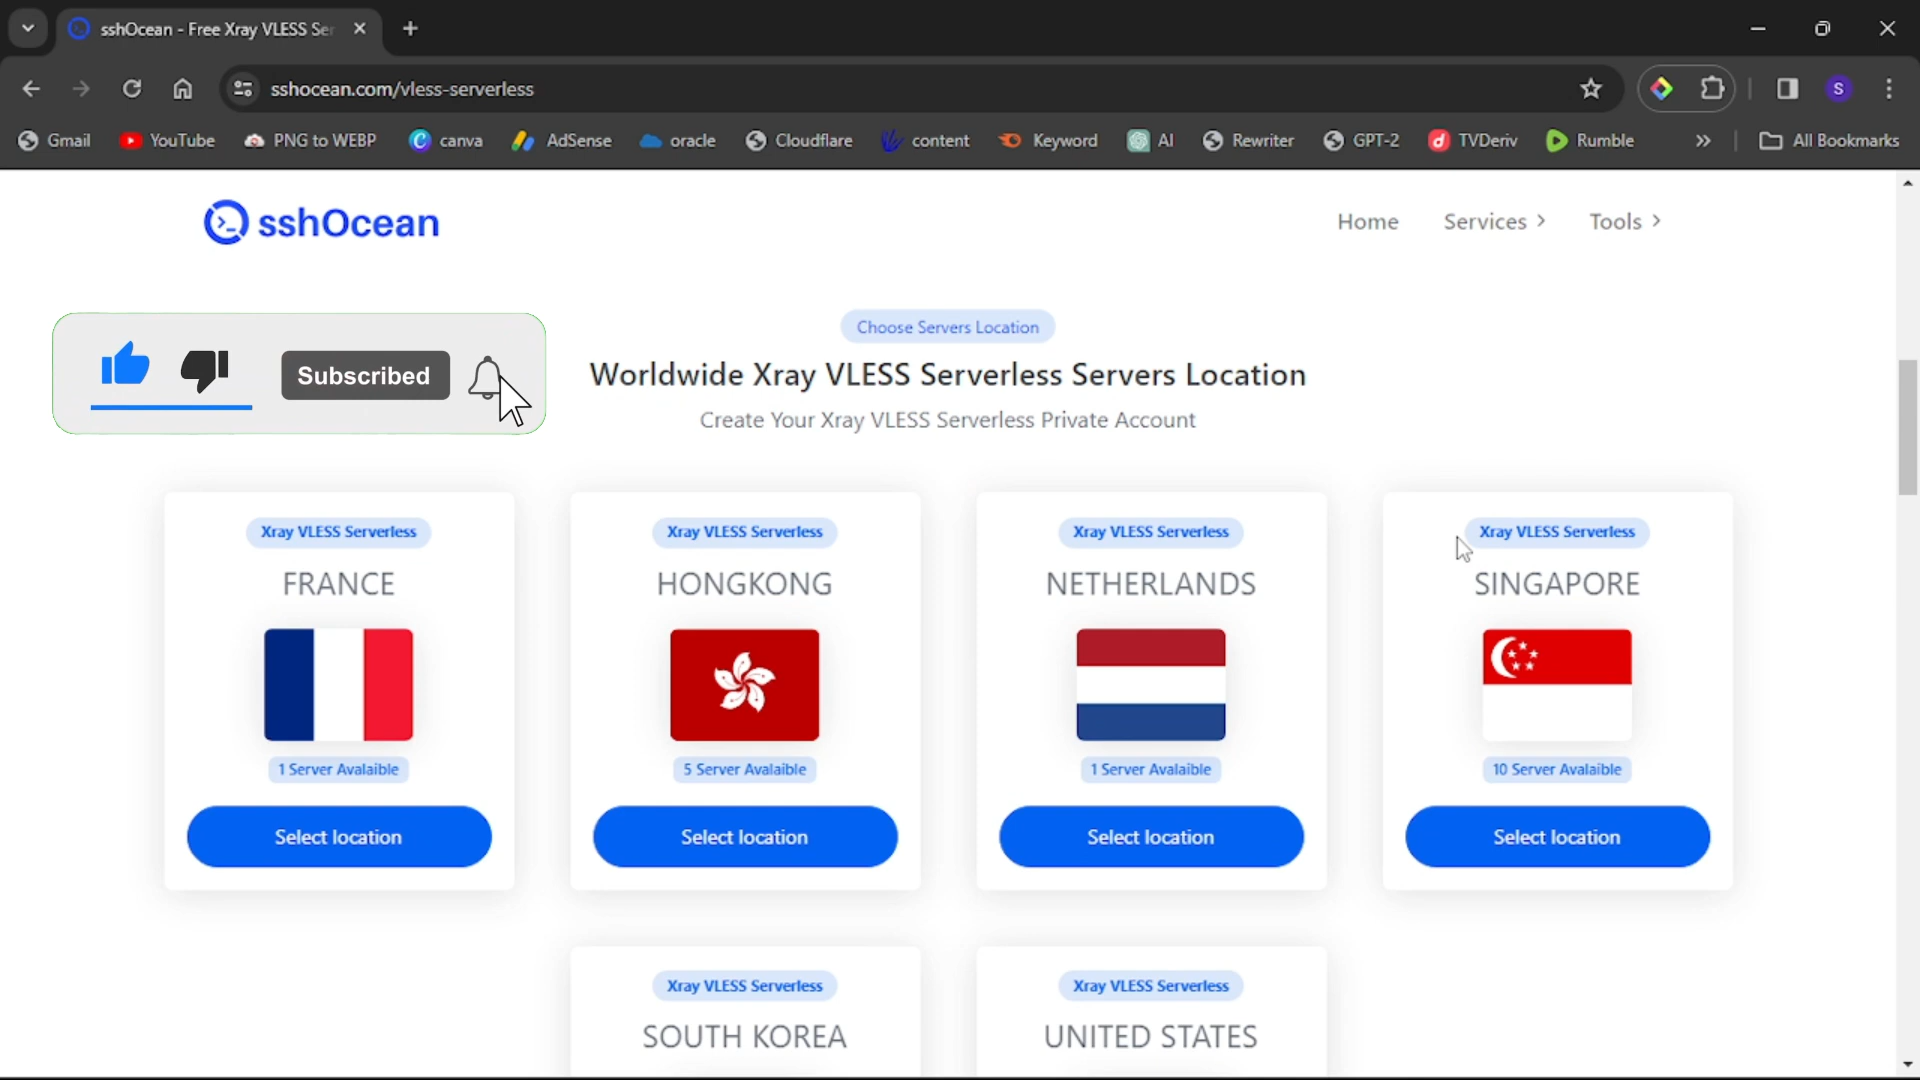 sshOcean - Free Xray VLESS Ser
sshocean.com/vless-serverless
S
Gmail
YouTube
PNG to WEBP
canva
AdSense
oracle
Cloudflare
content
Keyword
AI
Rewriter
GPT-2
TVDeriv
Rumble
All Bookmarks
sshOcean
Home
Services
Tools
Choose Servers Location
Subscribed
Worldwide Xray VLESS Serverless Servers Location
Create Your Xray VLESS Serverless Private Account
Xray VLESS Serverless
FRANCE
1 Server Avalaible
Select location
Xray VLESS Serverless
HONGKONG
5 Server Avalaible
Select location
Xray VLESS Serverless
NETHERLANDS
1 Server Avalaible
Select location
Xray VLESS Serverless
SINGAPORE
10 Server Avalaible
Select location
Xray VLESS Serverless
SOUTH KOREA
Xray VLESS Serverless
UNITED STATES